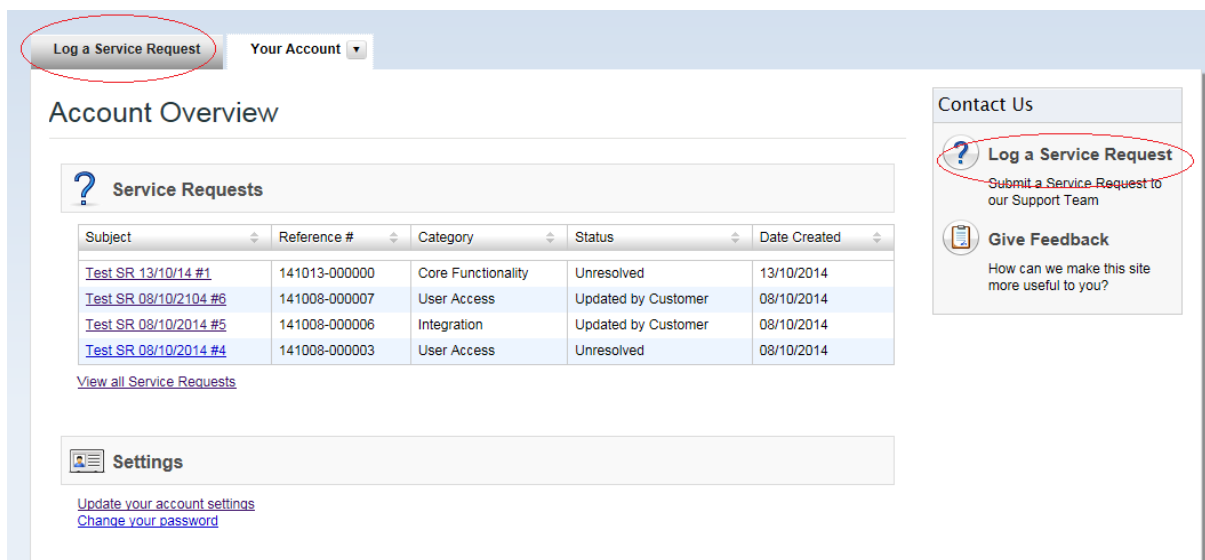 Log a Service Request Your Account
Account Overview
Service Requests
Subject Reference # Category Status Date Created
Test SR 13/10/14 #1 141013-000000 Core Functionality Unresolved 13/10/2014
Test SR 08/10/2104 #6 141008-000007 User Access Updated by Customer 08/10/2014
Test SR 08/10/2014 #5 141008-000006 Integration Updated by Customer 08/10/2014
Test SR 08/10/2014 #4 141008-000003 User Access Unresolved 08/10/2014
View all Service Requests
Settings
Update your account settings
Change your password
Contact Us
Log a Service Request
Submit a Service Request to
our Support Team
Give Feedback
How can we make this site
more useful to you?